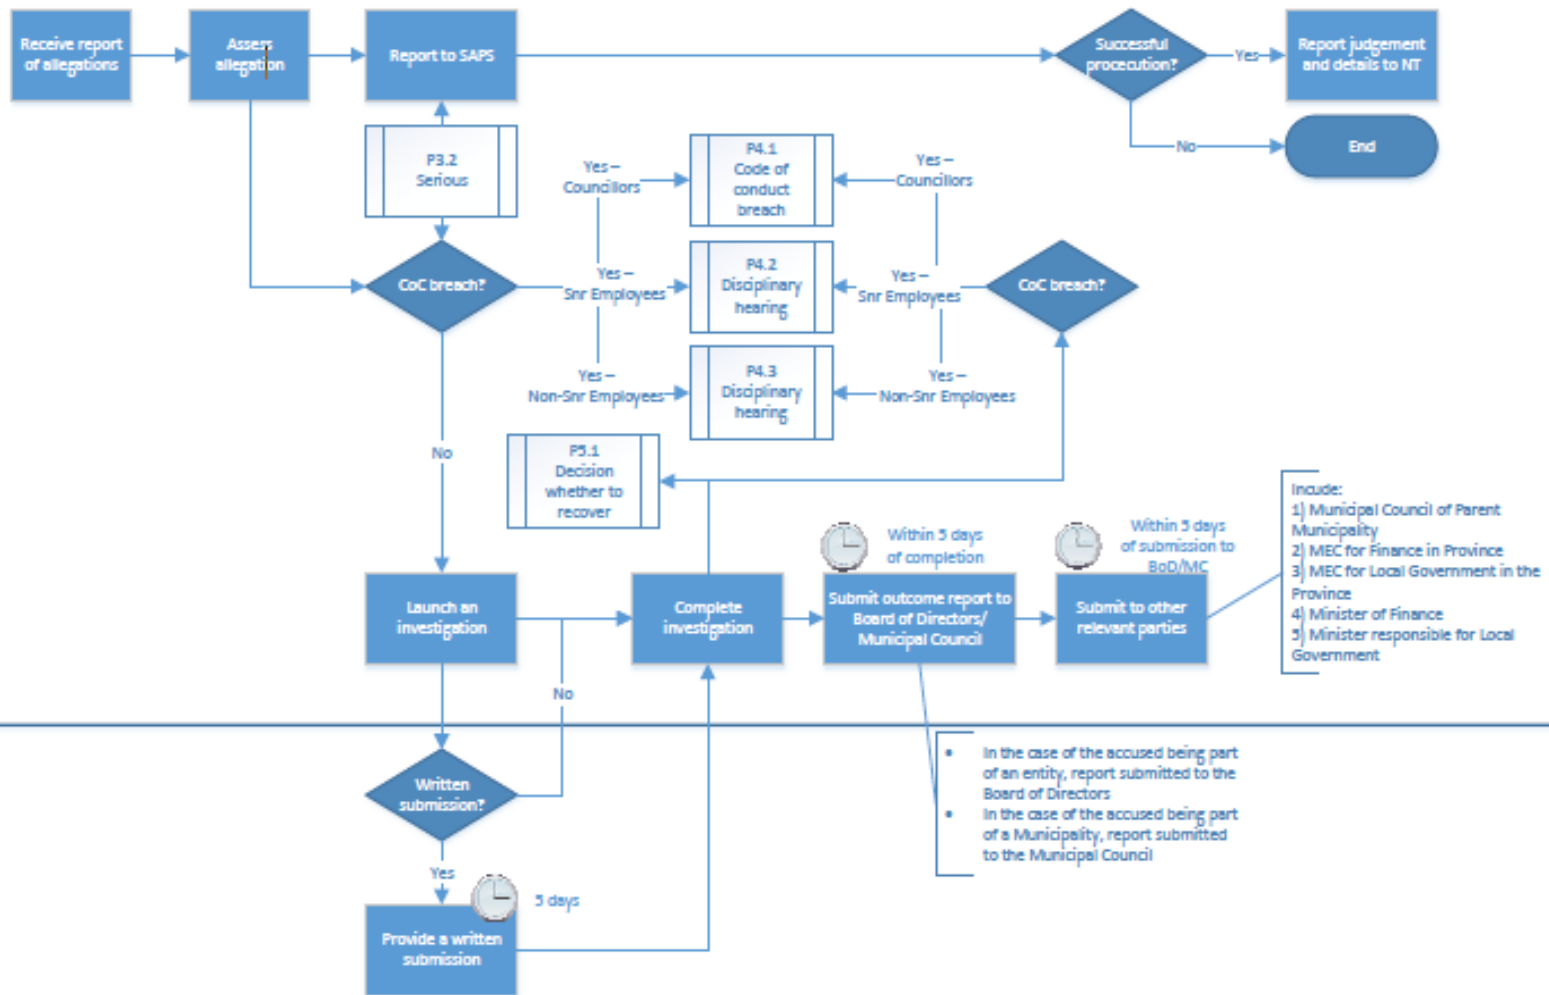 Receive report
of allegations
Assess
allegation
Report to SAPS
Successful
procecution?
Yes
Report judgement
and details to NT
No
End
P3.2
Serious
Yes –
Councillors
P4.1
Code of
conduct
breach
Yes –
Councillors
CoC breach?
Yes –
Snr Employees
P4.2
Disciplinary
hearing
Yes –
Snr Employees
CoC breach?
Yes –
Non-Snr Employees
P4.3
Disciplinary
hearing
Yes –
Non-Snr Employees
No
P5.1
Decision
whether to
recover
Within 5 days
of completion
Within 5 days
of submission to
BoD/MC
Incude:
1) Municipal Council of Parent
Municipality
2) MEC for Finance in Province
3) MEC for Local Government in the
Province
4) Minister of Finance
5) Minister responsible for Local
Government
Launch an
investigation
Complete
investigation
Submit outcome report to
Board of Directors/
Municipal Council
Submit to other
relevant parties
No
Written
submission?
• In the case of the accused being part
of an entity, report submitted to the
Board of Directors
• In the case of the accused being part
of a Municipality, report submitted
to the Municipal Council
Yes
5 days
Provide a written
submission